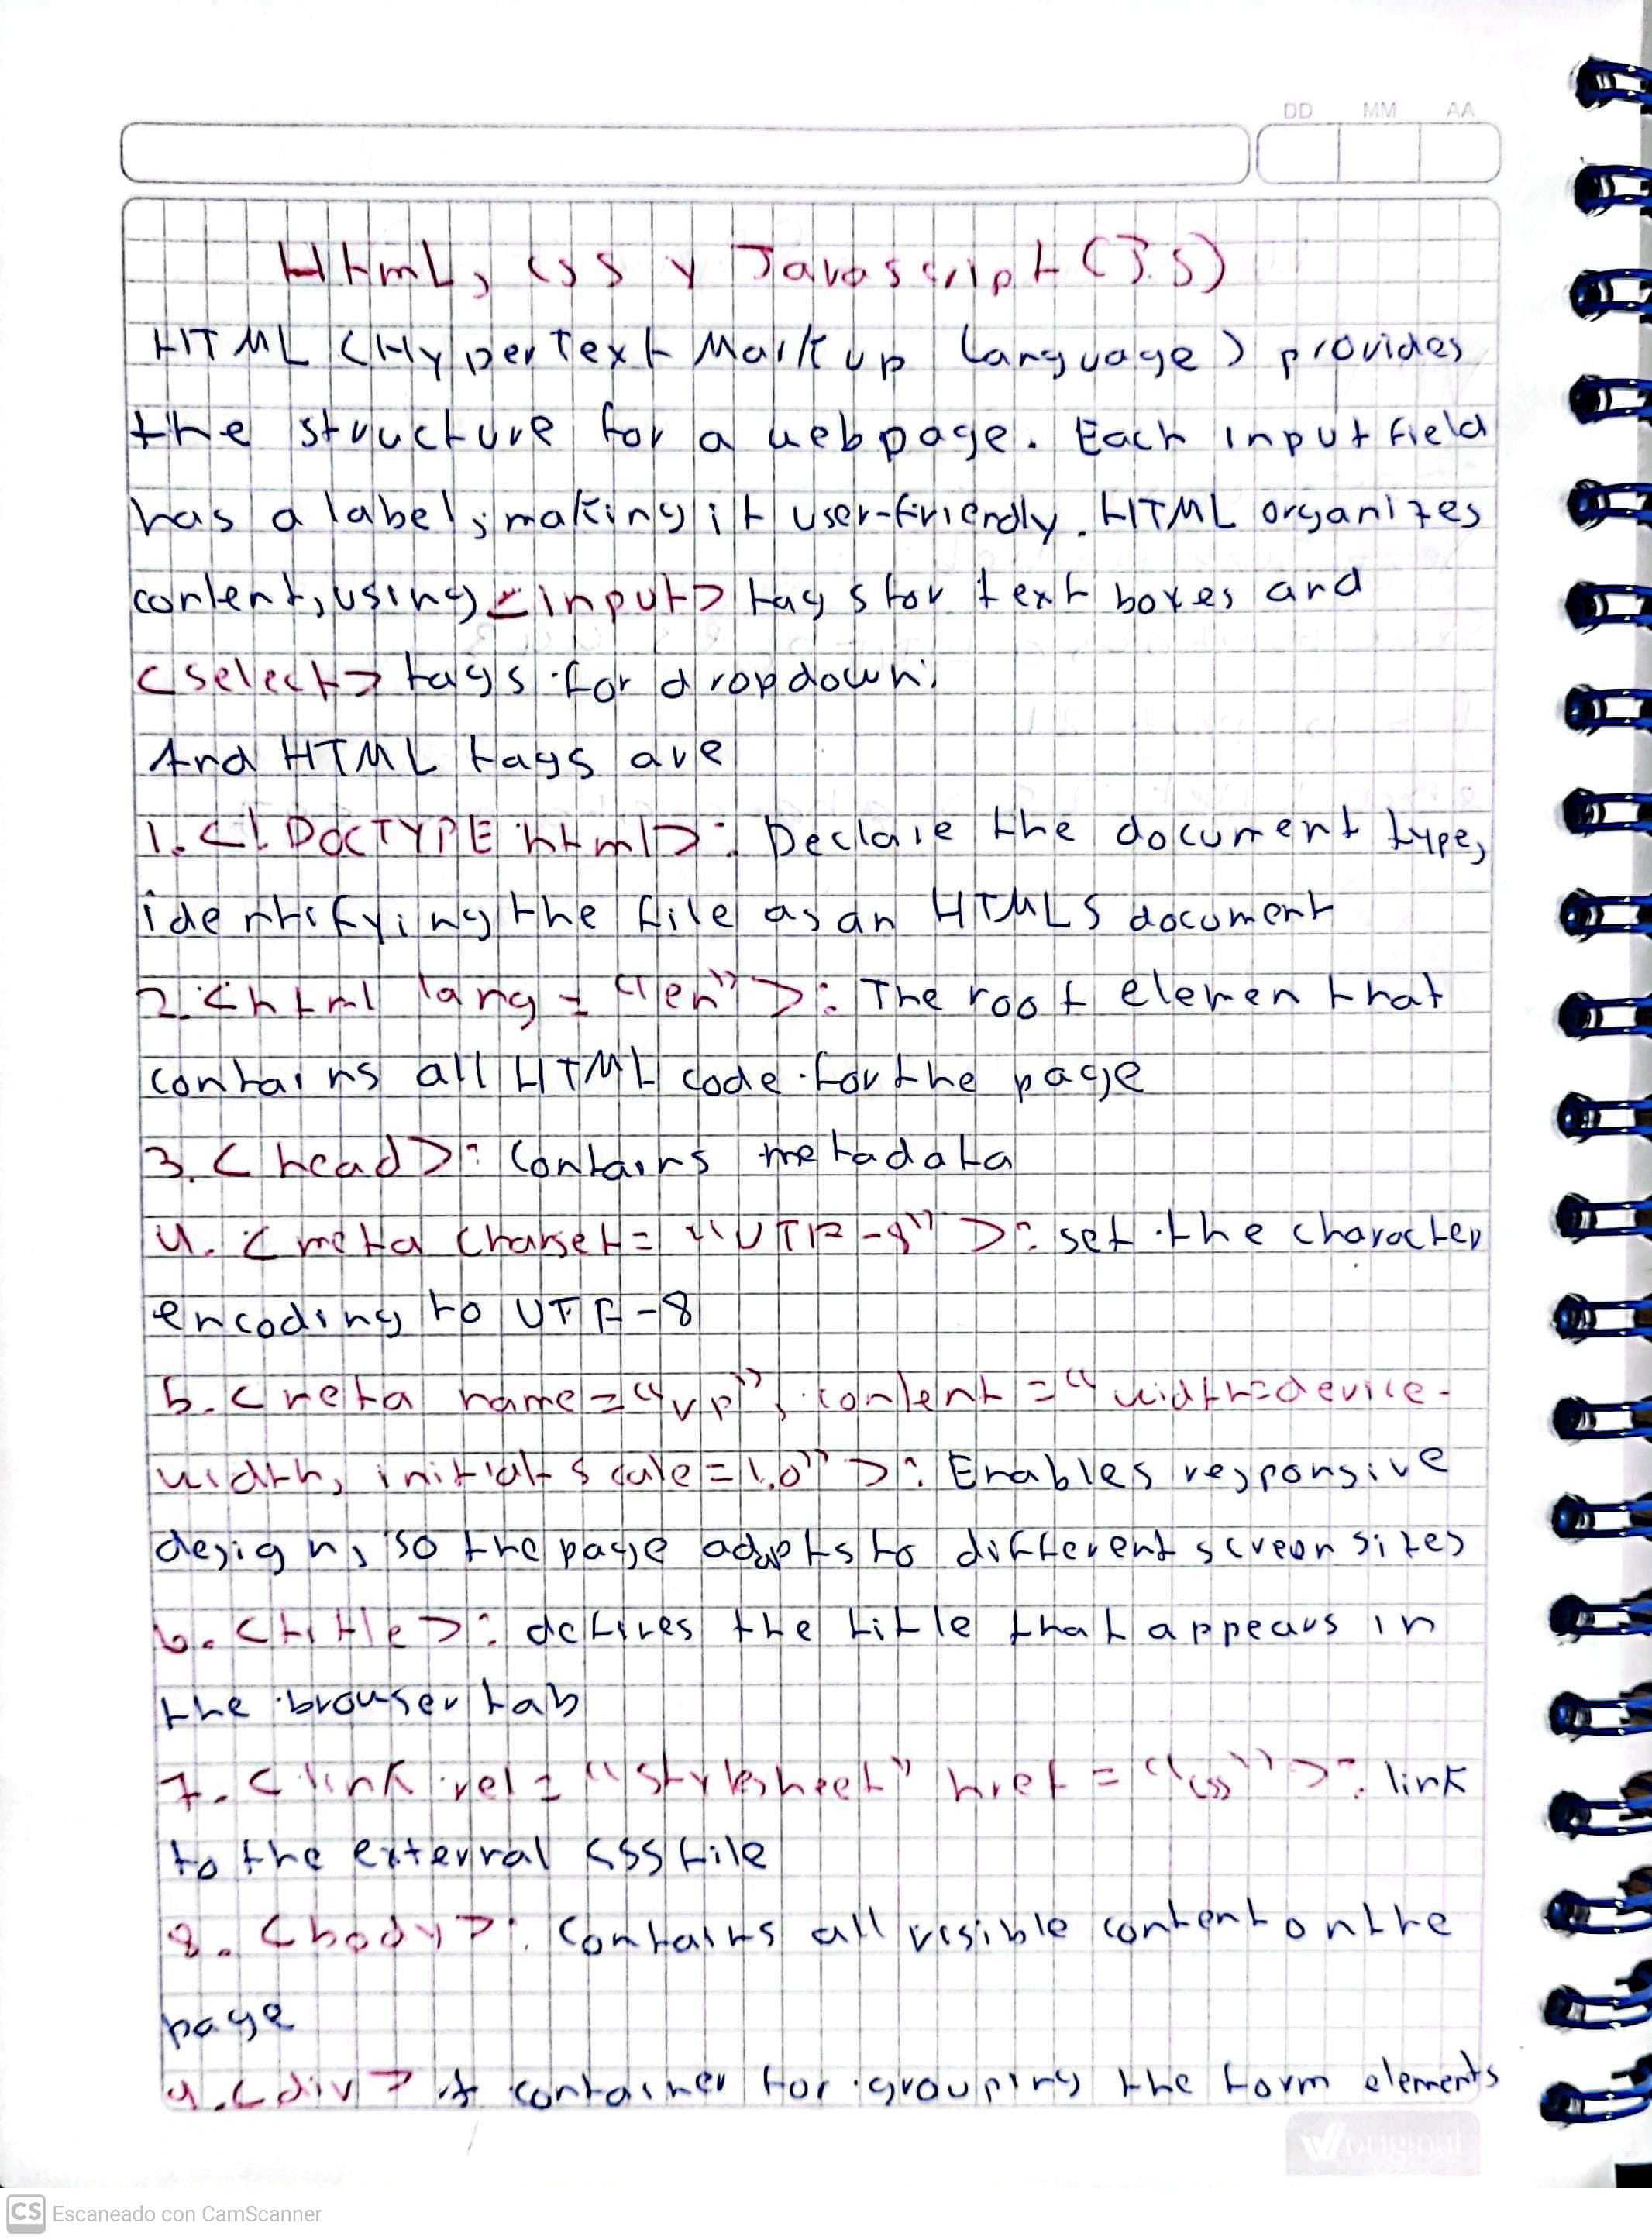 DD MM AA
Html, css y Javascript (JS)
HTML (HyperText Markup Language) provides
the structure for a webpage. Each input field
has a label, making it user-friendly. HTML organizes
content, using <input> tags for text boxes and
<select> tags for dropdown.
And HTML tags are
1. <!DOCTYPE html>: Declare the document type,
identifying the file as an HTML5 document
2. <html lang = "en">: The root elemen that
contains all HTML code for the page
3. <head>: Contains metadata
4. <meta charset= "UTF-8">: set the character
encoding to UTF-8
5. <meta name="vp", content = "width=device-
width, initial-scale=1.0">: Enables responsive
design, so the page adapts to different screen sizes
6. <title>: defines the title that appears in
the browser tab
7. <link rel = "stylesheet" href = "css">: link
to the external CSS file
8. <body>: Contains all visible content on the
page
9. <div> A container for grouping the form elements
W original
CS Escaneado con CamScanner